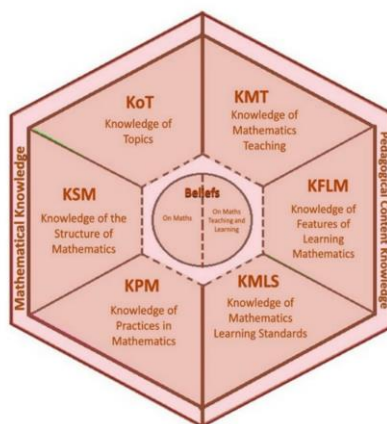 KoT
Knowledge of
Topics
KMT
Knowledge of
Mathematics
Teaching
Mathematical Knowledge
KSM
Knowledge of the
Structure of
Mathematics
Beliefs
On Maths
On Maths
Teaching and
Learning
KFLM
Knowledge of
Features of
Learning
Mathematics
Pedagogical Content Knowledge
KPM
Knowledge of
Practices in
Mathematics
KMLS
Knowledge of
Mathematics
Learning Standards